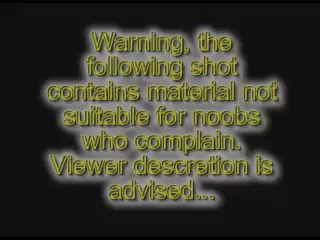 Warning, the
following shot
contains material not
suitable for noobs
who complain.
Viewer descretion is
advised...